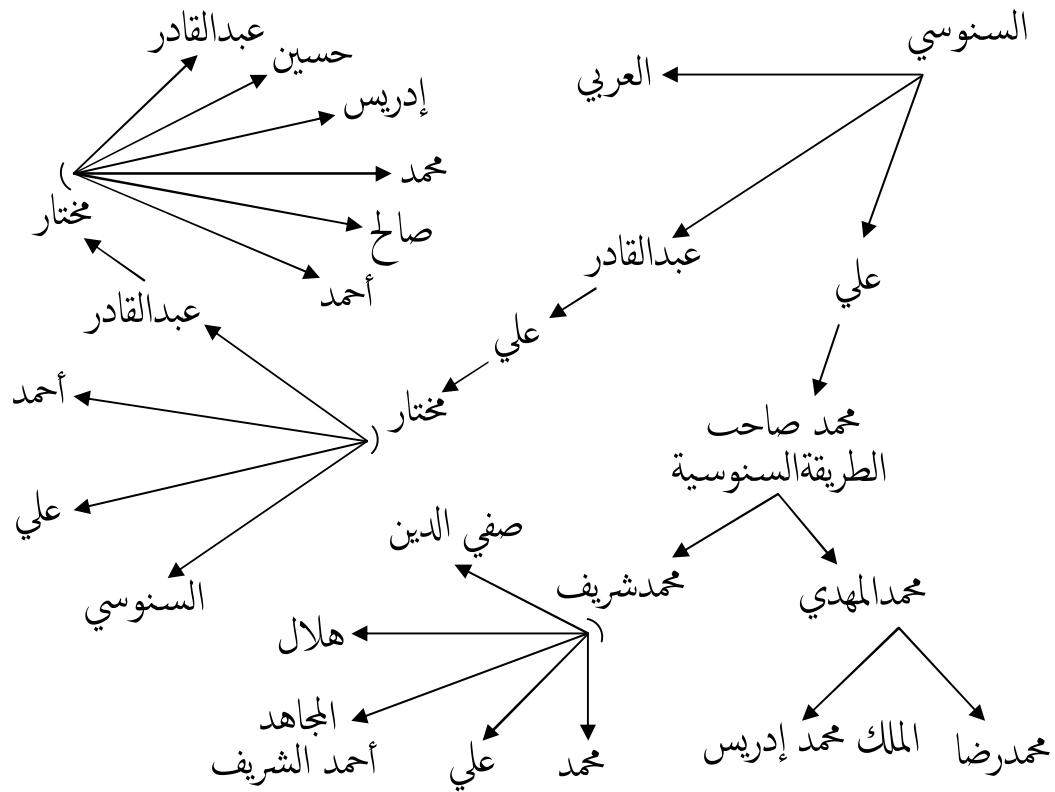 السنوسي
العربي
عبدالقادر
علي
علي
مختار
محمد صاحب
الطريقةالسنوسية
محمدشريف
محمدالمهدي
محمدرضا
الملك محمد إدريس
صفي الدين
هلال
المجاهد
أحمد الشريف
علي
محمد
عبدالقادر
أحمد
علي
السنوسي
مختار
عبدالقادر
حسين
إدريس
محمد
صالح
أحمد